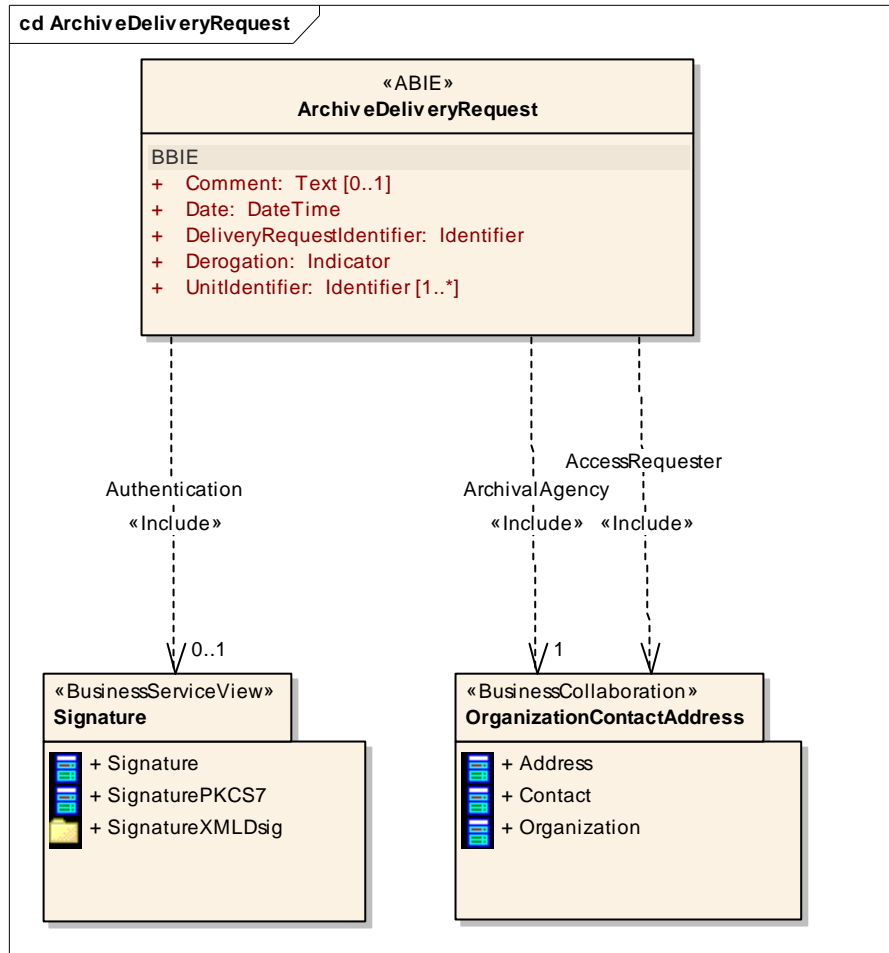 cd ArchiveDeliveryRequest
«ABIE»
ArchiveDeliveryRequest
BBIE
+ Comment: Text [0..1]
+ Date: DateTime
+ DeliveryRequestIdentifier: Identifier
+ Derogation: Indicator
+ UnitIdentifier: Identifier [1..*]
AccessRequester
Authentication
ArchivalAgency
«Include»
«Include»
«Include»
0..1
1
«BusinessServiceView»
Signature
+ Signature
+ SignaturePKCS7
+ SignatureXMLDsig
«BusinessCollaboration»
OrganizationContactAddress
+ Address
+ Contact
+ Organization